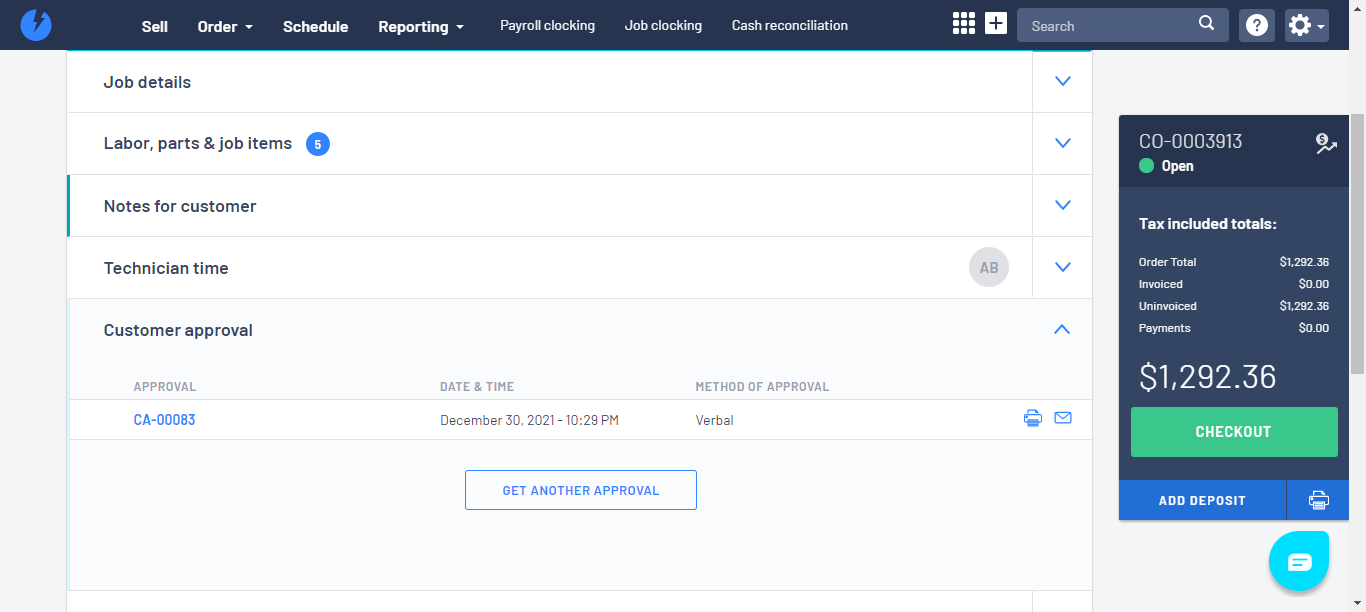 Sell Order Schedule Reporting Payroll clocking Job clocking Cash reconciliation Search ?
Job details
Labor, parts & job items 5
Notes for customer
Technician time AB
Customer approval
APPROVAL DATE & TIME METHOD OF APPROVAL
CA-00083 December 30, 2021 - 10:29 PM Verbal
GET ANOTHER APPROVAL
CO-0003913 $
Open
Tax included totals:
Order Total $1,292.36
Invoiced $0.00
Uninvoiced $1,292.36
Payments $0.00
$1,292.36
CHECKOUT
ADD DEPOSIT